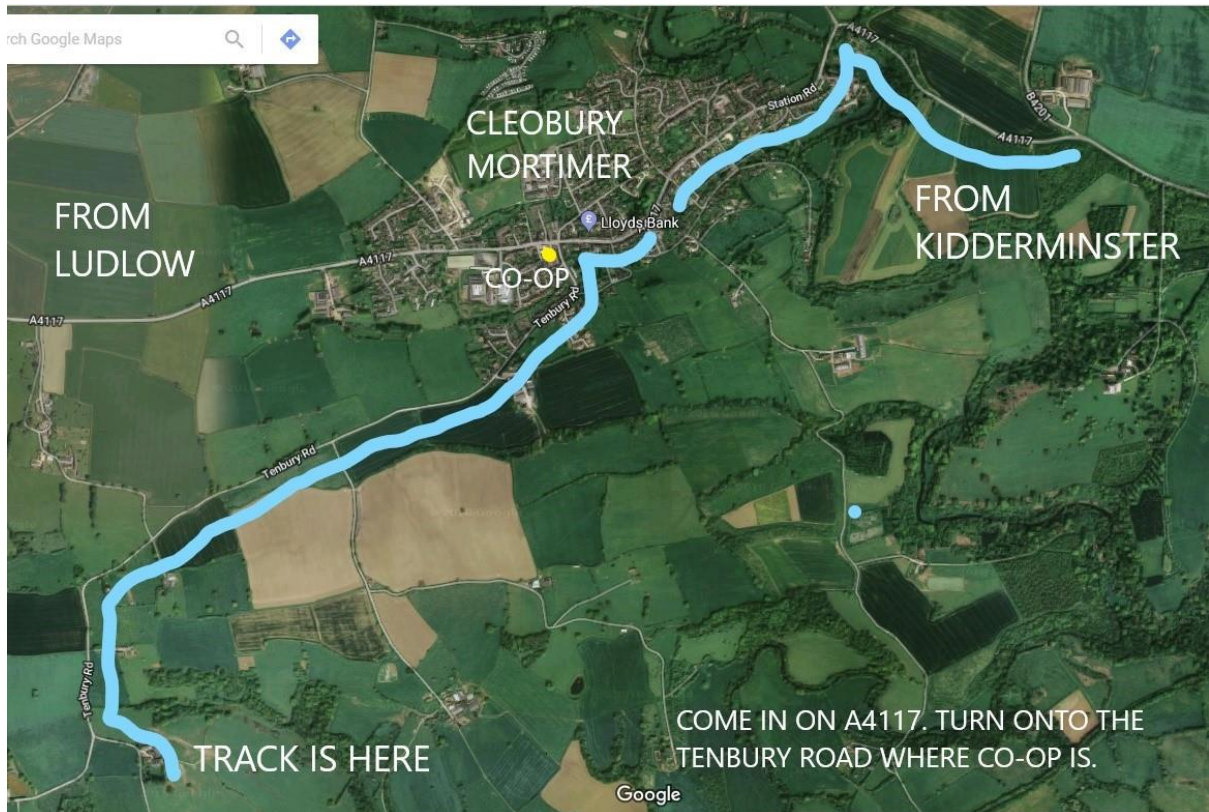 rch Google Maps
A4117
Station Rd
B4201
A4117
CLEOBURY
MORTIMER
FROM
LUDLOW
FROM
KIDDERMINSTER
Lloyds Bank
A4117
CO-OP
A4117
A4117
Tenbury Rd
Tenbury Rd
Tenbury Rd
TRACK IS HERE
COME IN ON A4117. TURN ONTO THE
TENBURY ROAD WHERE CO-OP IS.
Google